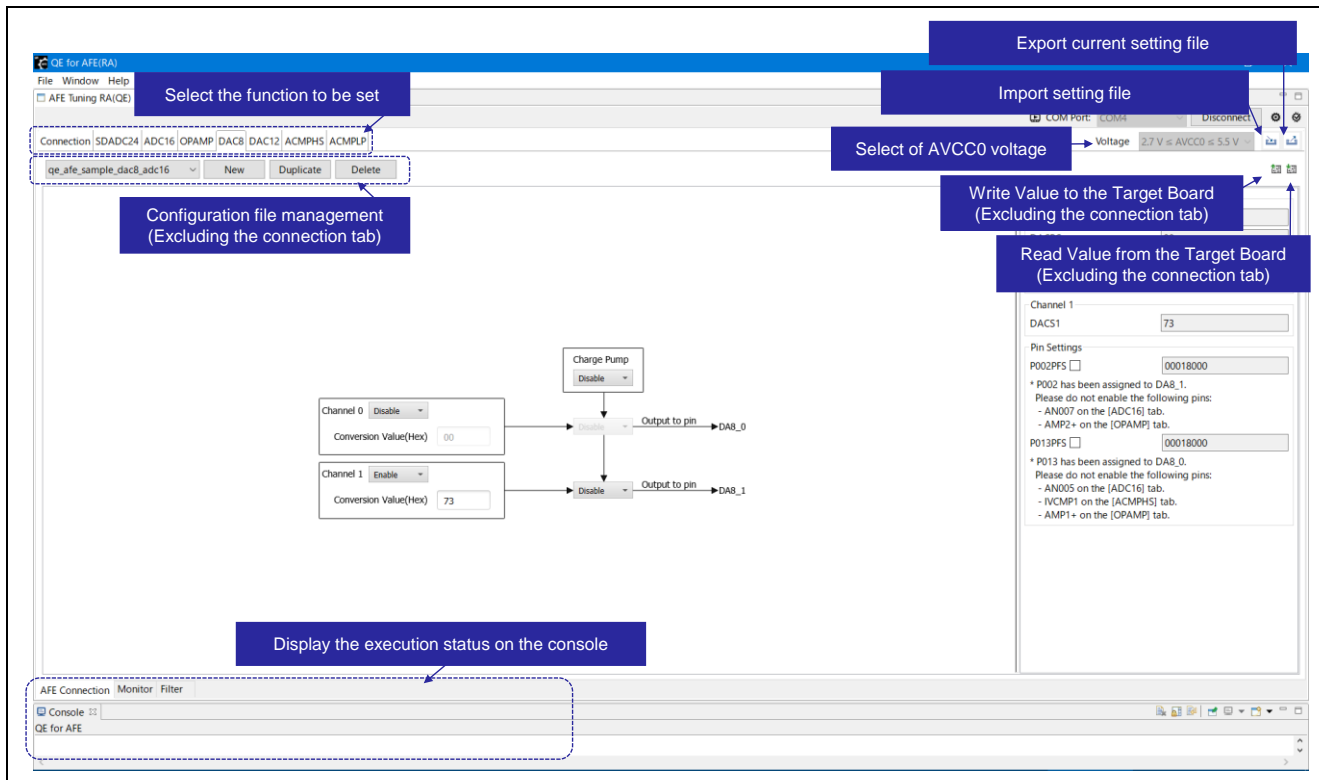 Export current setting file
QE for AFE(RA)
File Window Help
Import setting file
AFE Tuning RA(QE)
Select the function to be set
COM Port: COM4 Disconnect
Connection SDADC24 ADC16 OPAMP DAC8 DAC12 ACMPHS ACMPLP
Select of AVCC0 voltage
Voltage 2.7 V ≤ AVCC0 ≤ 5.5 V
qe_afe_sample_dac8_adc16 New Duplicate Delete
Write Value to the Target Board
(Excluding the connection tab)
Configuration file management
(Excluding the connection tab)
Read Value from the Target Board
(Excluding the connection tab)
Channel 1
DACS1 73
Pin Settings
P002PFS 00018000
* P002 has been assigned to DA8_1.
Please do not enable the following pins:
- AN007 on the [ADC16] tab.
- AMP2+ on the [OPAMP] tab.
P013PFS 00018000
* P013 has been assigned to DA8_0.
Please do not enable the following pins:
- AN005 on the [ADC16] tab.
- IVCMP1 on the [ACMPHS] tab.
- AMP1+ on the [OPAMP] tab.
Charge Pump
Disable
Channel 0 Disable
Conversion Value(Hex) 00
Disable Output to pin DA8_0
Channel 1 Enable
Conversion Value(Hex) 73
Disable Output to pin DA8_1
Display the execution status on the console
AFE Connection Monitor Filter
Console
QE for AFE